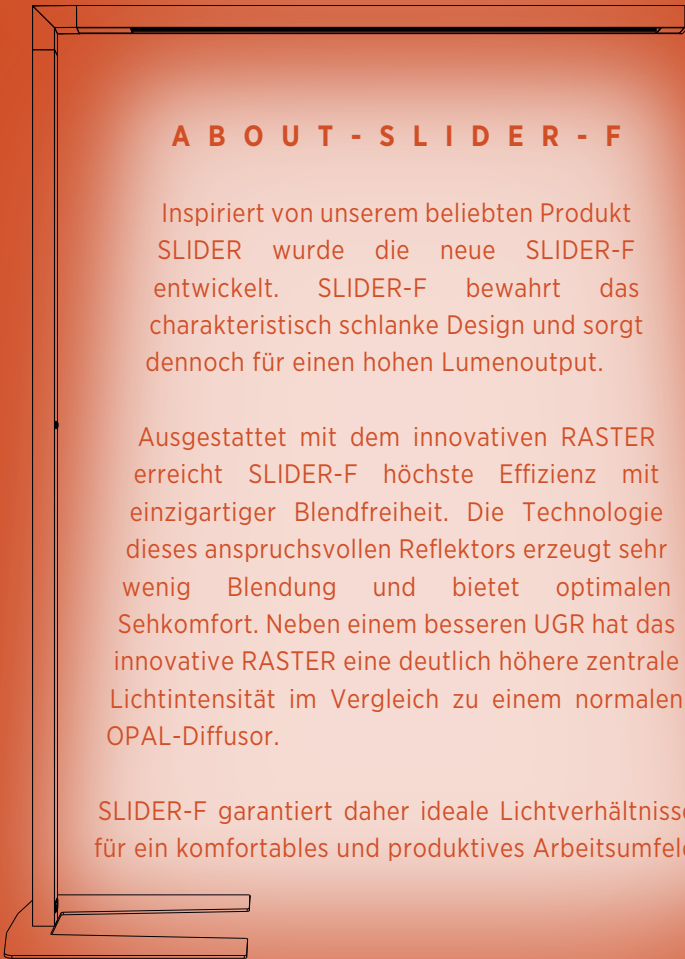 ABOUT-SLIDER-F
Inspiriert von unserem beliebten Produkt
SLIDER wurde die neue SLIDER-F
entwickelt. SLIDER-F bewahrt das
charakteristisch schlanke Design und sorgt
dennoch für einen hohen Lumenoutput.
Ausgestattet mit dem innovativen RASTER
erreicht SLIDER-F höchste Effizienz mit
einzigartiger Blendfreiheit. Die Technologie
dieses anspruchsvollen Reflektors erzeugt sehr
wenig Blendung und bietet optimalen
Sehkomfort. Neben einem besseren UGR hat das
innovative RASTER eine deutlich höhere zentrale
Lichtintensität im Vergleich zu einem normalen
OPAL-Diffusor.
SLIDER-F garantiert daher ideale Lichtverhältnisse
für ein komfortables und produktives Arbeitsumfeld